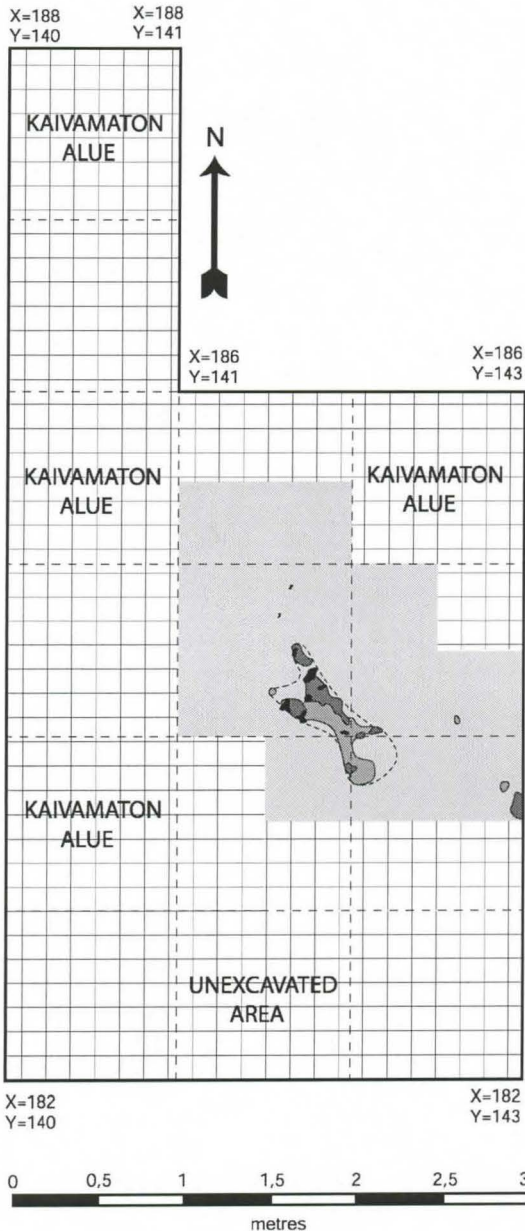 X=188
Y=140
X=188
Y=141
KAIVAMATON
ALUE
N
X=186
Y=141
X=186
Y=143
KAIVAMATON
ALUE
KAIVAMATON
ALUE
KAIVAMATON
ALUE
UNEXCAVATED
AREA
X=182
Y=140
X=182
Y=143
0 0,5 1 1,5 2 2,5 3
metres